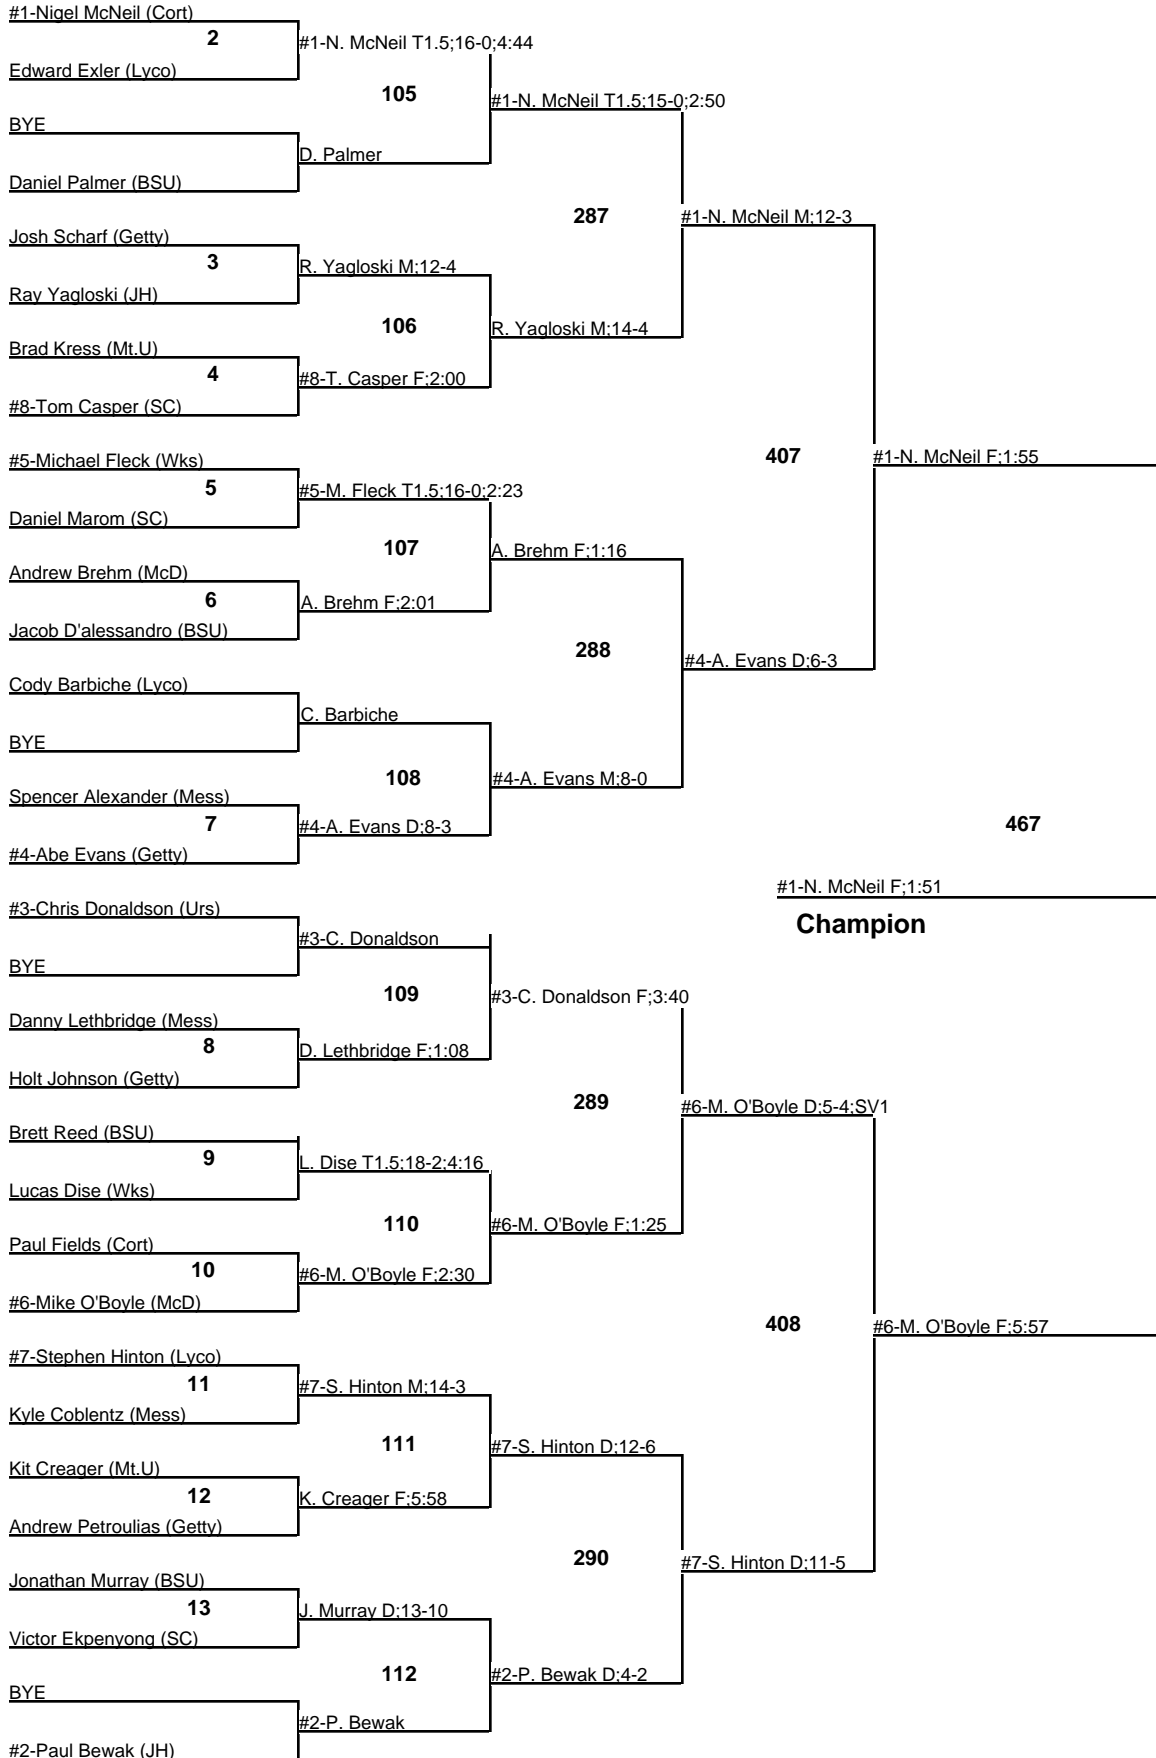 #1-Nigel McNeil (Cort)
2
#1-N. McNeil T1.5;16-0;4:44
Edward Exler (Lyco)
105
#1-N. McNeil T1.5;15-0;2:50
BYE
D. Palmer
Daniel Palmer (BSU)
287
#1-N. McNeil M;12-3
Josh Scharf (Getty)
3
R. Yagloski M;12-4
Ray Yagloski (JH)
106
R. Yagloski M;14-4
Brad Kress (Mt.U)
4
#8-T. Casper F;2:00
#8-Tom Casper (SC)
407
#1-N. McNeil F;1:55
#5-Michael Fleck (Wks)
5
#5-M. Fleck T1.5;16-0;2:23
Daniel Marom (SC)
107
A. Brehm F;1:16
Andrew Brehm (McD)
6
A. Brehm F;2:01
Jacob D'alessandro (BSU)
288
#4-A. Evans D;6-3
Cody Barbiche (Lyco)
C. Barbiche
BYE
108
#4-A. Evans M;8-0
Spencer Alexander (Mess)
7
#4-A. Evans D;8-3
#4-Abe Evans (Getty)
467
#1-N. McNeil F;1:51
Champion
#3-Chris Donaldson (Urs)
#3-C. Donaldson
BYE
109
#3-C. Donaldson F;3:40
Danny Lethbridge (Mess)
8
D. Lethbridge F;1:08
Holt Johnson (Getty)
289
#6-M. O'Boyle D;5-4;SV1
Brett Reed (BSU)
9
L. Dise T1.5;18-2;4:16
Lucas Dise (Wks)
110
#6-M. O'Boyle F;1:25
Paul Fields (Cort)
10
#6-M. O'Boyle F;2:30
#6-Mike O'Boyle (McD)
408
#6-M. O'Boyle F;5:57
#7-Stephen Hinton (Lyco)
11
#7-S. Hinton M;14-3
Kyle Coblentz (Mess)
111
#7-S. Hinton D;12-6
Kit Creager (Mt.U)
12
K. Creager F;5:58
Andrew Petroulias (Getty)
290
#7-S. Hinton D;11-5
Jonathan Murray (BSU)
13
J. Murray D;13-10
Victor Ekpenyong (SC)
112
#2-P. Bewak D;4-2
BYE
#2-P. Bewak
#2-Paul Bewak (JH)